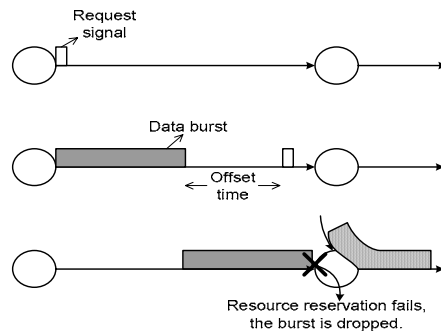 Request
signal
Data burst
Offset
time
Resource reservation fails,
the burst is dropped.